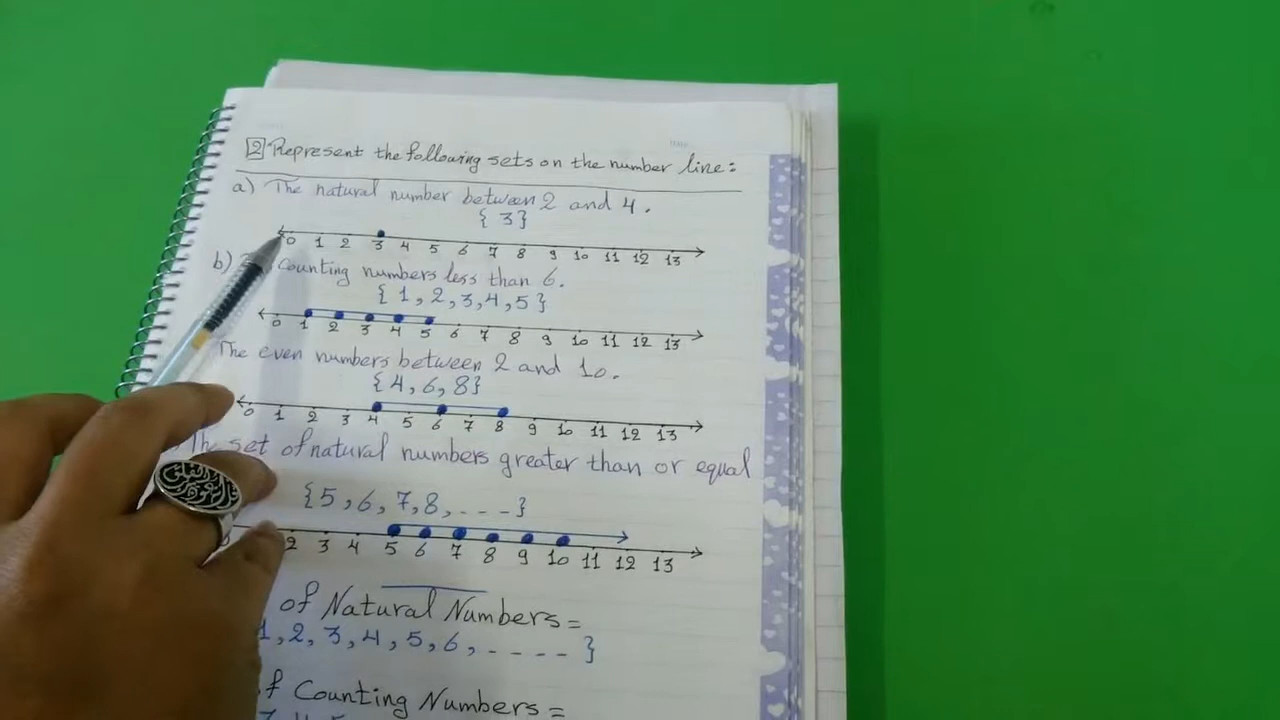 2 Represent the following sets on the number line:
a) The natural number between 2 and 4.
{ 3}
0 1 2 3 4 5 6 7 8 9 10 11 12 13
b) Counting numbers less than 6.
{ 1, 2, 3, 4, 5 }
0 1 2 3 4 5 6 7 8 9 10 11 12 13
The even numbers between 2 and 10.
{4, 6, 8}
0 1 2 3 4 5 6 7 8 9 10 11 12 13
The set of natural numbers greater than or equal
{5, 6, 7, 8, - - - }
2 3 4 5 6 7 8 9 10 11 12 13
of Natural Numbers =
1, 2, 3, 4, 5, 6, - - - - }
of Counting Numbers =